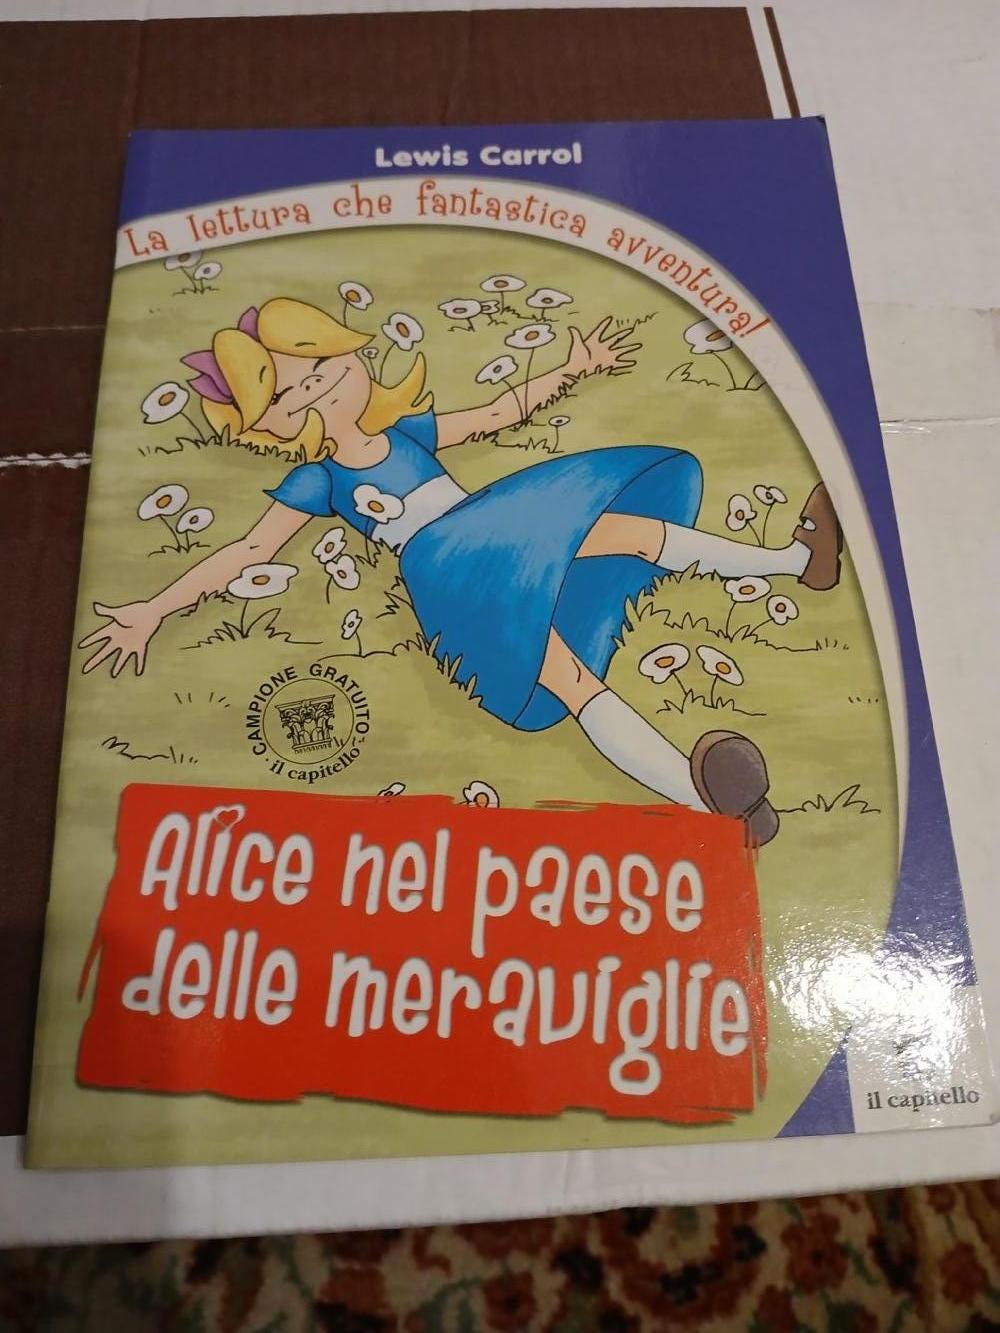 Lewis Carrol
La lettura che fantastica avventura!
CAMPIONE GRATUITO
il capitello
Alice nel paese
delle meraviglie
il capitello